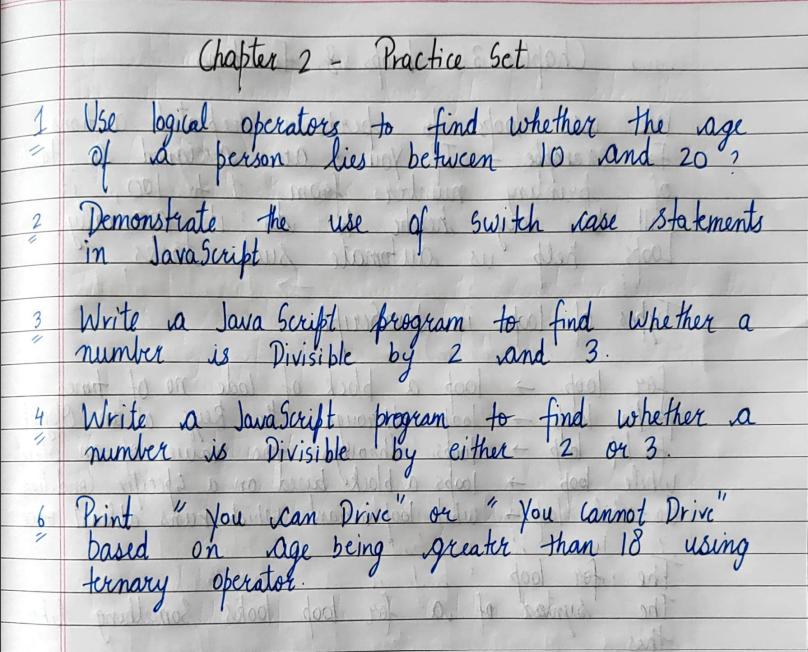 Chapter 2 - Practice Set
1 Use logical operators to find whether the age
of a person lies between 10 and 20 ?
2 Demonstrate the use of switch case statements
in JavaScript
3 Write a Java Script program to find whether a
number is Divisible by 2 and 3.
4 Write a JavaScript program to find whether a
number is Divisible by either 2 or 3.
6 Print "You can Drive" or "You Cannot Drive"
based on age being greater than 18 using
ternary operator.